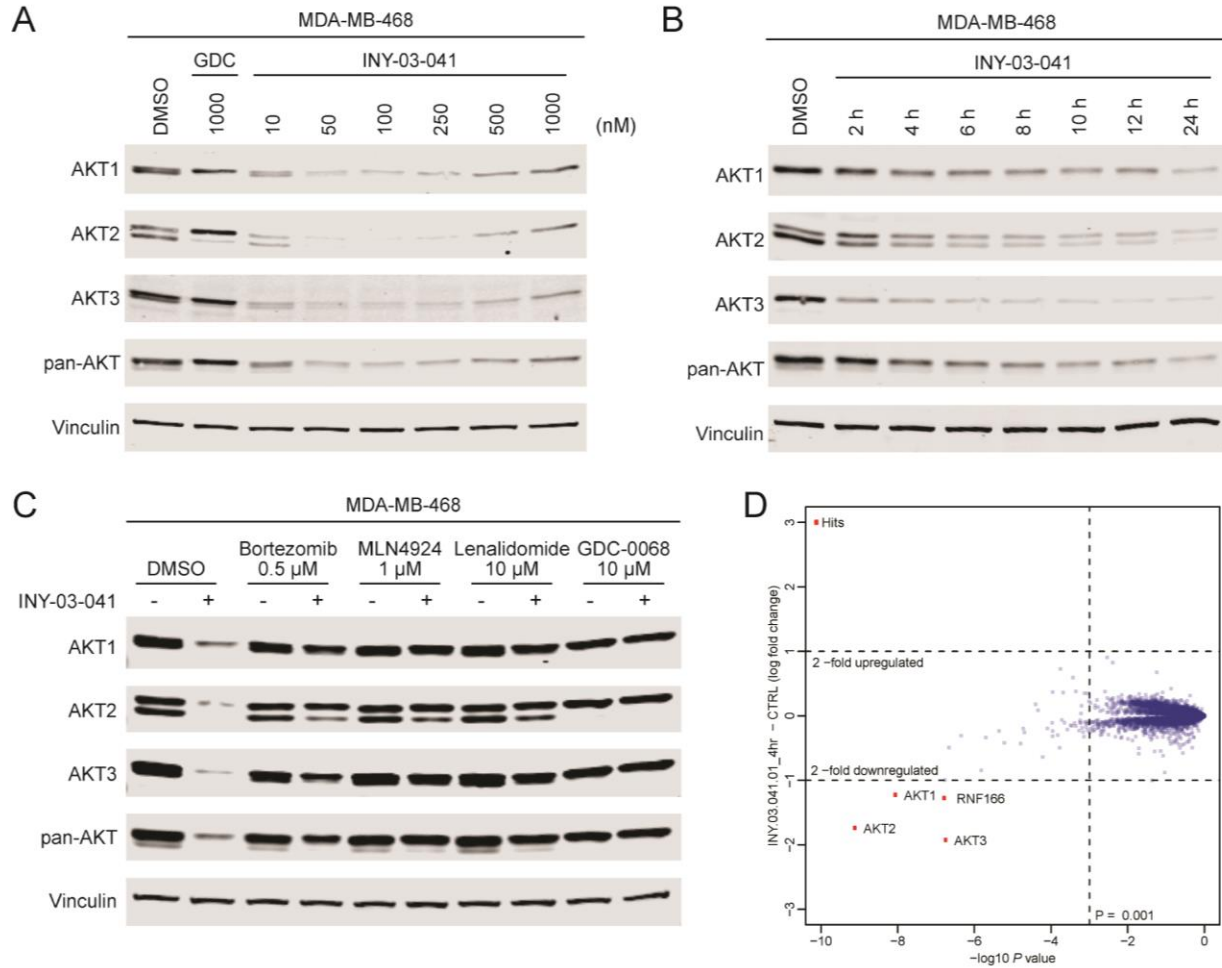 A
MDA-MB-468
GDC INY-03-041
DMSO 1000 10 50 100 250 500 1000 (nM)
AKT1
AKT2
AKT3
pan-AKT
Vinculin
B
MDA-MB-468
INY-03-041
DMSO 2 h 4 h 6 h 8 h 10 h 12 h 24 h
AKT1
AKT2
AKT3
pan-AKT
Vinculin
C
MDA-MB-468
DMSO Bortezomib MLN4924 Lenalidomide GDC-0068
0.5 µM 1 µM 10 µM 10 µM
INY-03-041 - + - + - + - + - +
AKT1
AKT2
AKT3
pan-AKT
Vinculin
D
INY.03.041.01_4hr − CTRL (log fold change)
3
2
1
0
−1
−2
−3
Hits
2 −fold upregulated
2 −fold downregulated
AKT1
RNF166
AKT2
AKT3
P = 0.001
−10 −8 −6 −4 −2 0
−log10 P value